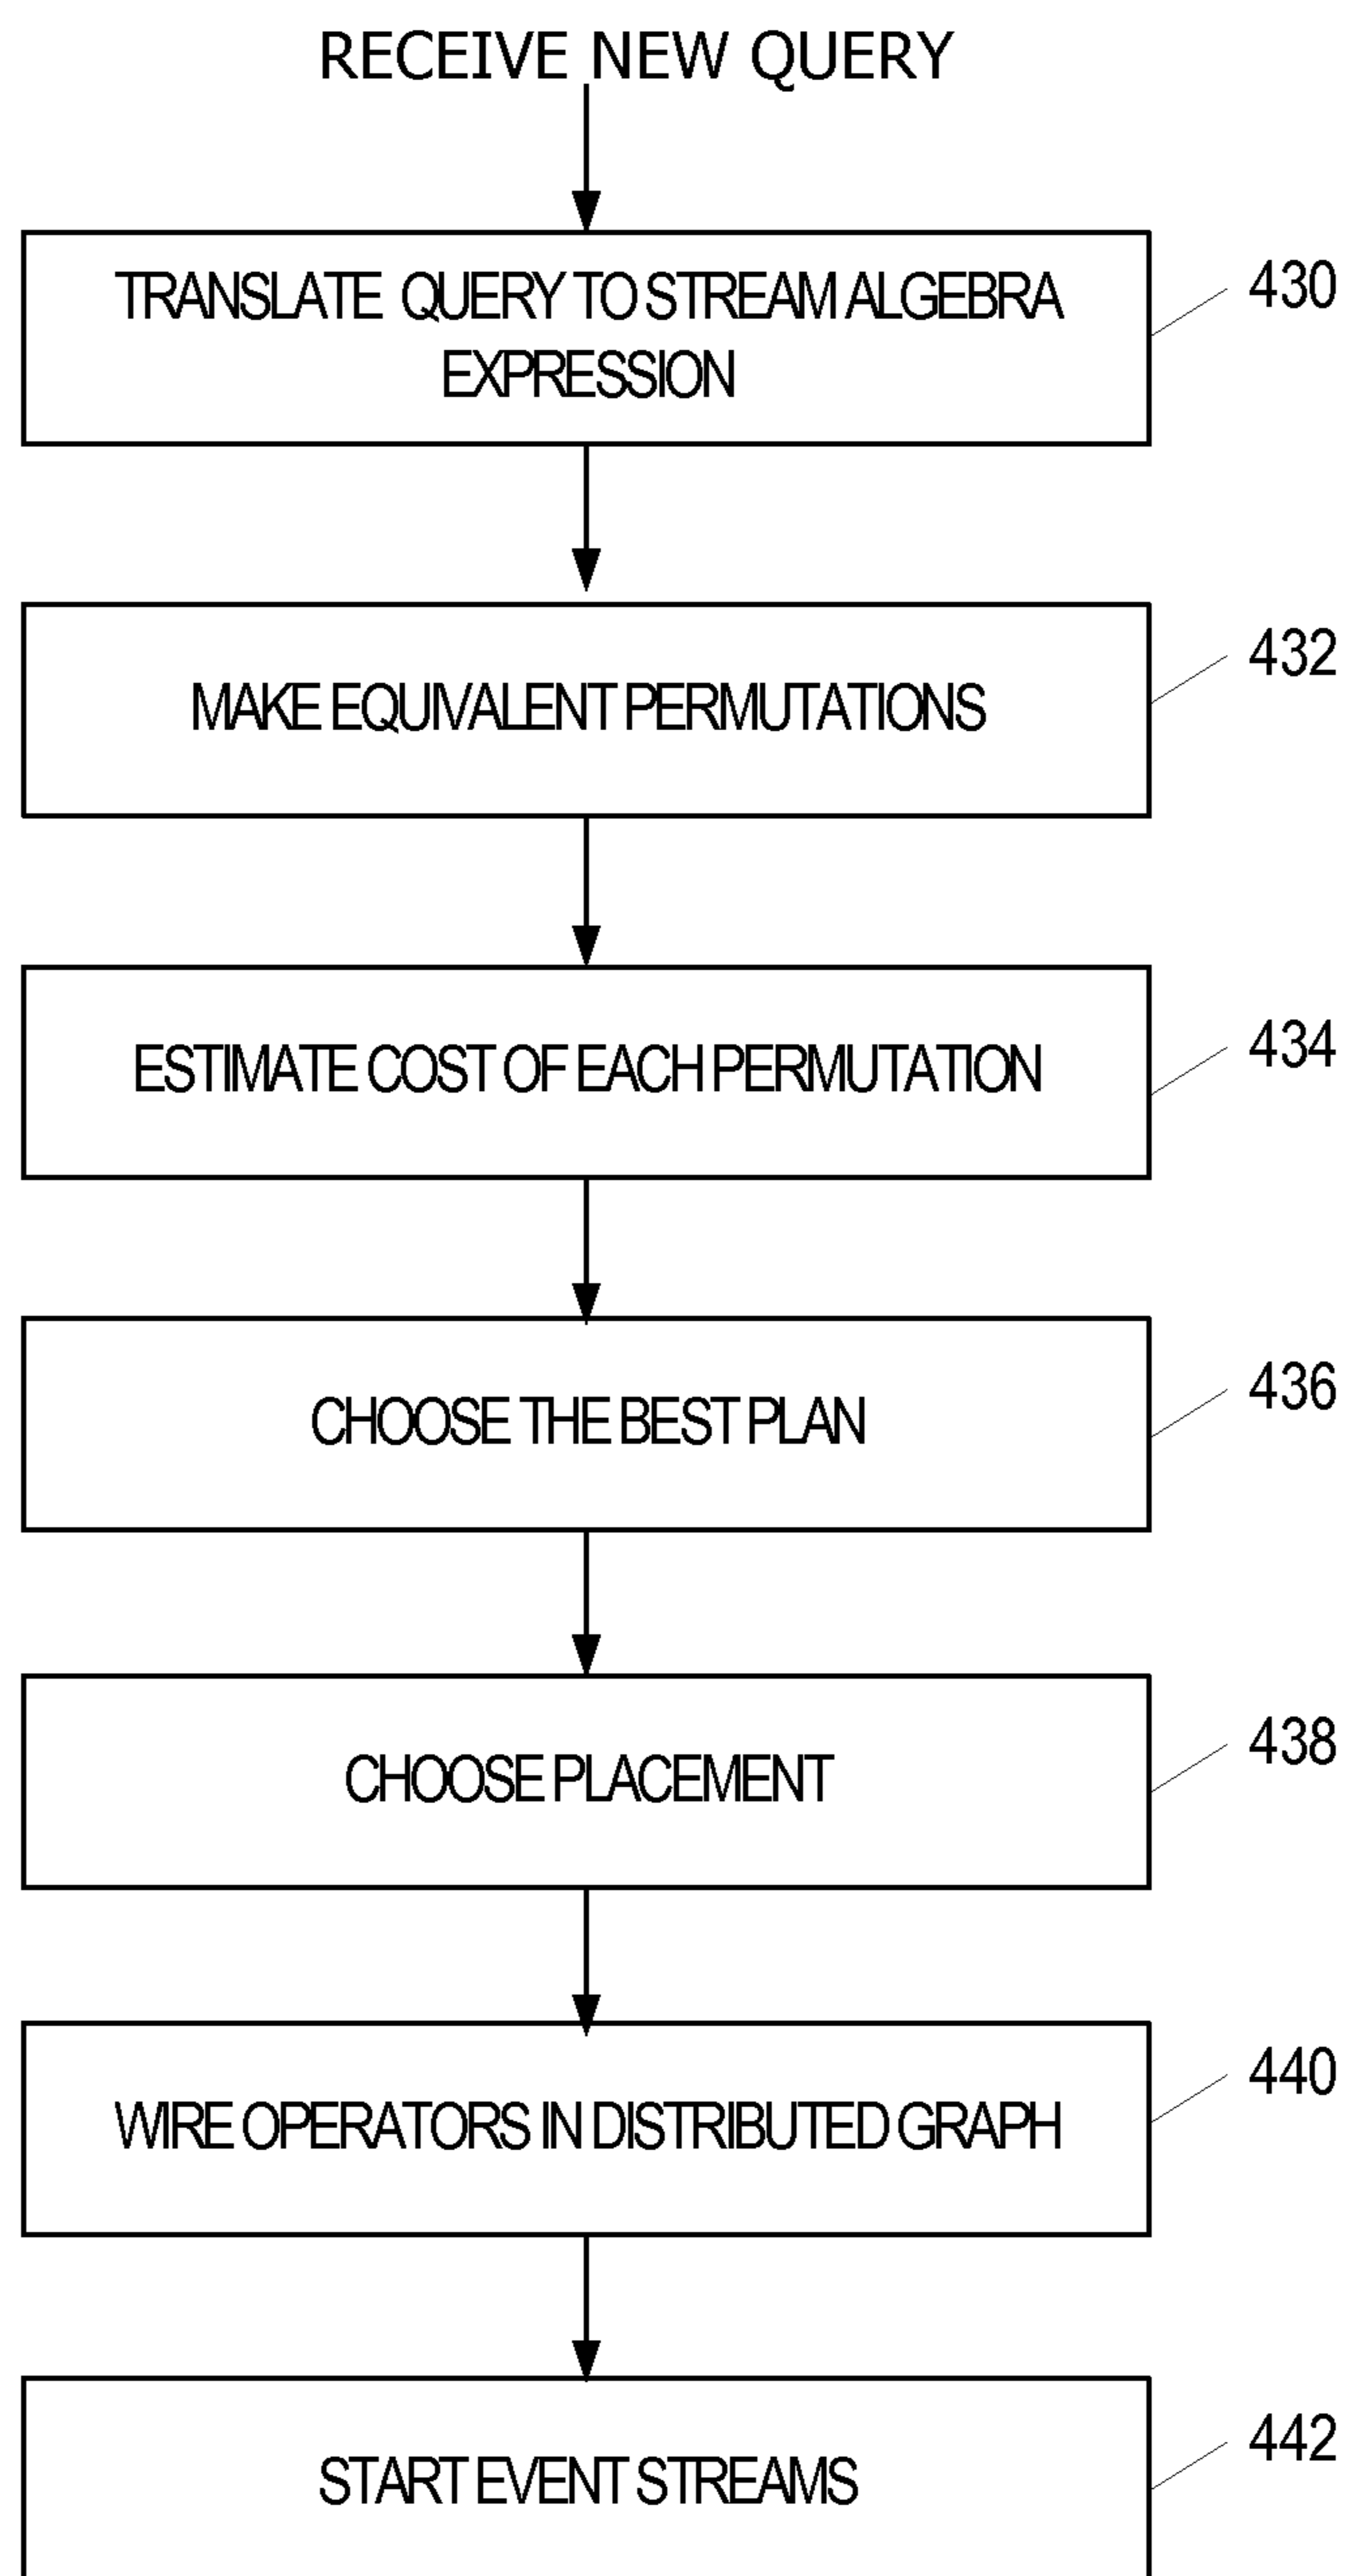 RECEIVE NEW QUERY
TRANSLATE QUERY TO STREAM ALGEBRA
EXPRESSION
430
MAKE EQUIVALENT PERMUTATIONS
432
ESTIMATE COST OF EACH PERMUTATION
434
CHOOSE THE BEST PLAN
436
CHOOSE PLACEMENT
438
WIRE OPERATORS IN DISTRIBUTED GRAPH
440
START EVENT STREAMS
442